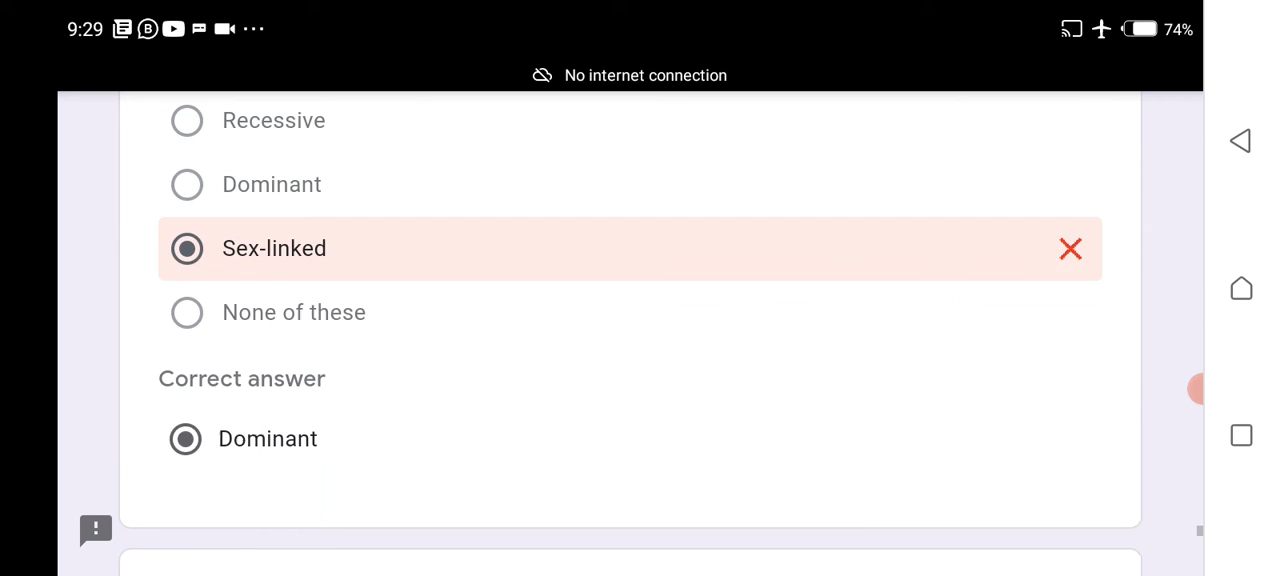 9:29 B ... 74%
No internet connection
Recessive
Dominant
Sex-linked
None of these
Correct answer
Dominant